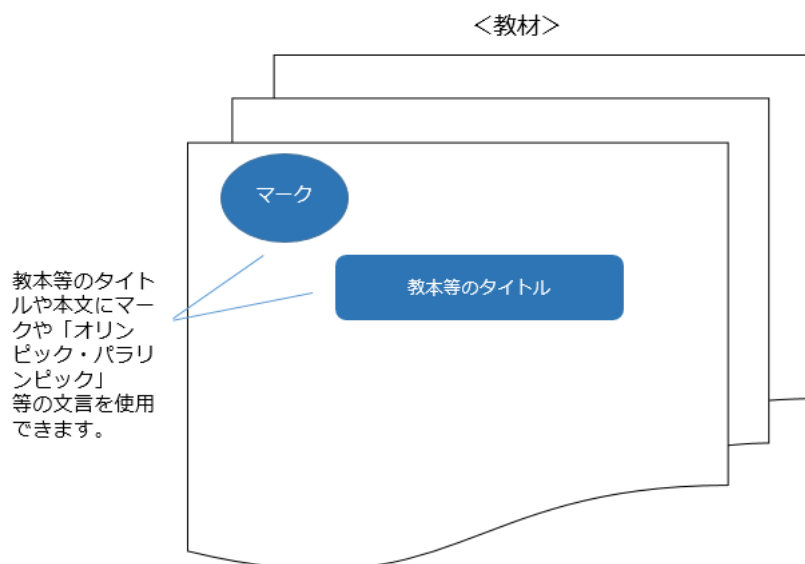 ＜教材＞
マーク
教本等のタイトル
教本等のタイト
ルや本文にマー
クや「オリン
ピック・パラリ
ンピック」
等の文言を使用
できます。